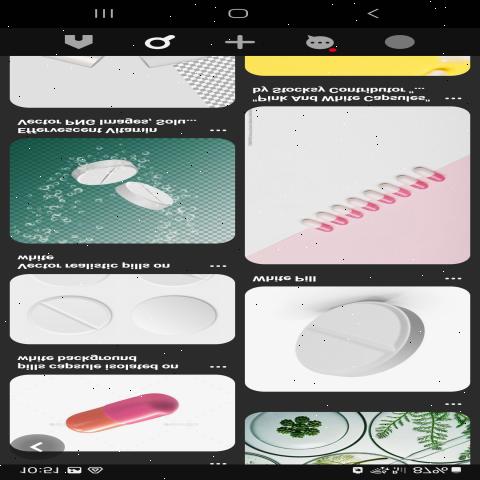 10:51
87%
pills capsule isolated on
white background
Vector realistic pills on
white
Effervescent Vitamin
Vector PNG Images, Solu...
White Pill
"Pink And White Capsules"
by Stocksy Contributor "...